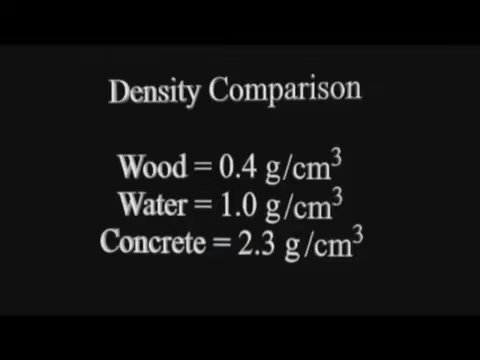 Density Comparison
Wood = 0.4 g/cm³
Water = 1.0 g/cm³
Concrete = 2.3 g/cm³